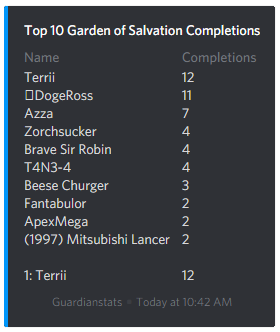 Top 10 Garden of Salvation Completions
Name Completions
Terrii 12
▯DogeRoss 11
Azza 7
Zorchsucker 4
Brave Sir Robin 4
T4N3-4 4
Beese Churger 3
Fantabulor 2
ApexMega 2
(1997) Mitsubishi Lancer 2
1: Terrii 12
Guardianstats • Today at 10:42 AM